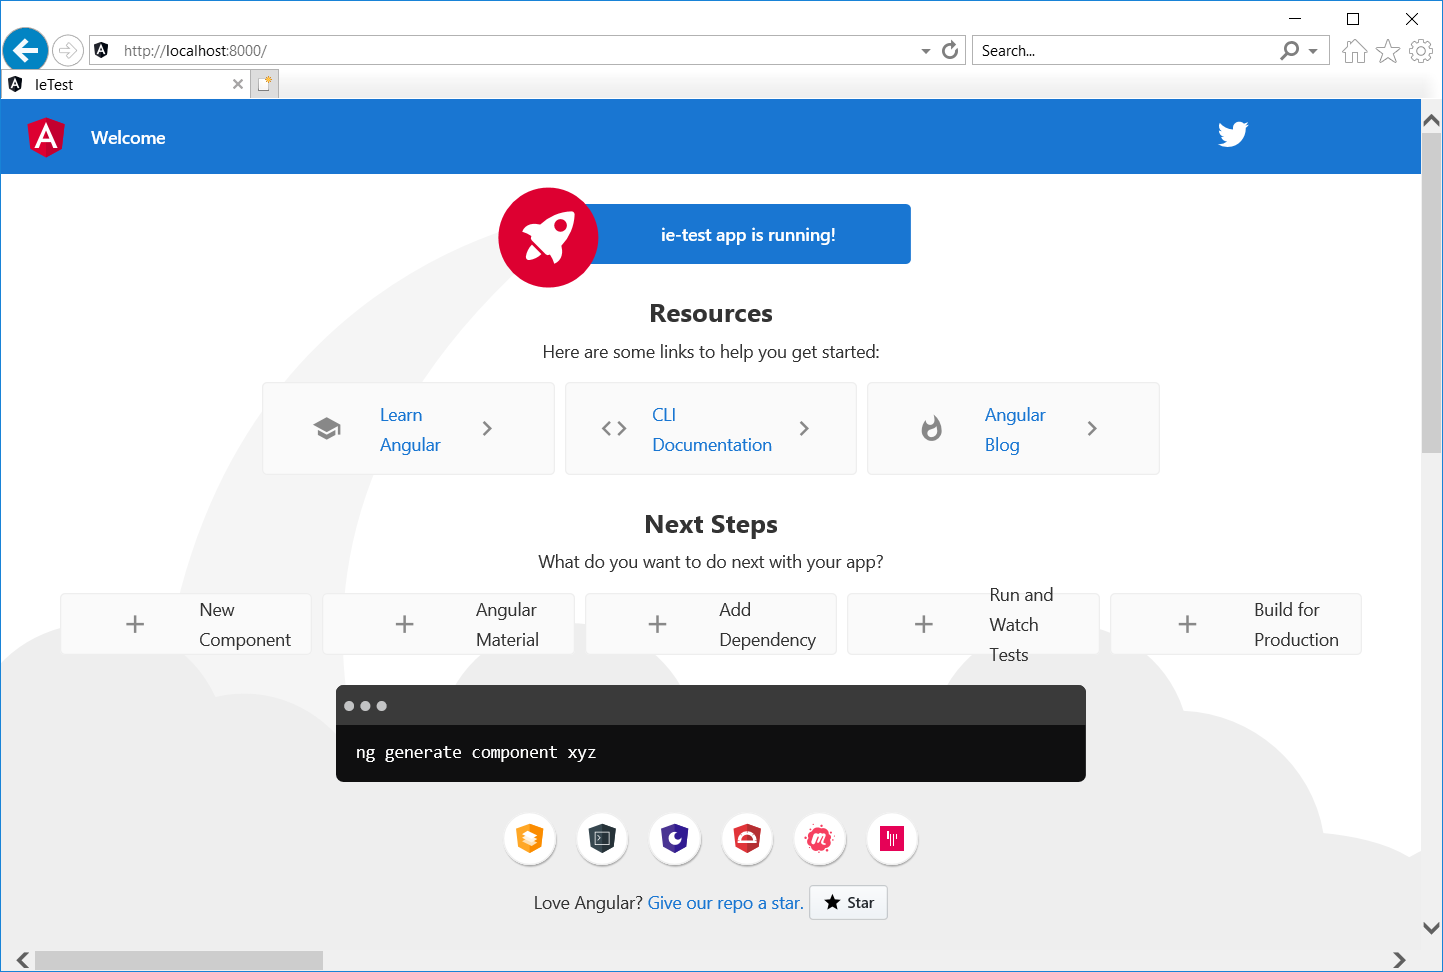 http://localhost:8000/
Search...
IeTest
Welcome
ie-test app is running!
Resources
Here are some links to help you get started:
Learn
Angular
CLI
Documentation
Angular
Blog
Next Steps
What do you want to do next with your app?
New
Component
Angular
Material
Add
Dependency
Run and
Watch
Tests
Build for
Production
ng generate component xyz
Love Angular? Give our repo a star.
Star